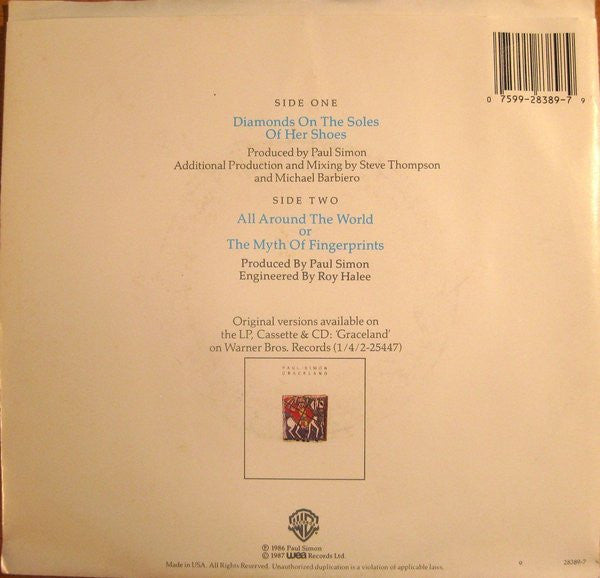 0 7599-28389-7 9
SIDE ONE
Diamonds On The Soles
Of Her Shoes
Produced by Paul Simon
Additional Production and Mixing by Steve Thompson
and Michael Barbiero
SIDE TWO
All Around The World
or
The Myth Of Fingerprints
Produced By Paul Simon
Engineered By Roy Halee
Original versions available on
the LP, Cassette & CD: 'Graceland'
on Warner Bros. Records (1/4/2-25447)
PAUL SIMON
GRACELAND
℗ 1986 Paul Simon
© 1987 wea Records Ltd.
Made in USA. All Rights Reserved. Unauthorized duplication is a violation of applicable laws.
9 28389-7